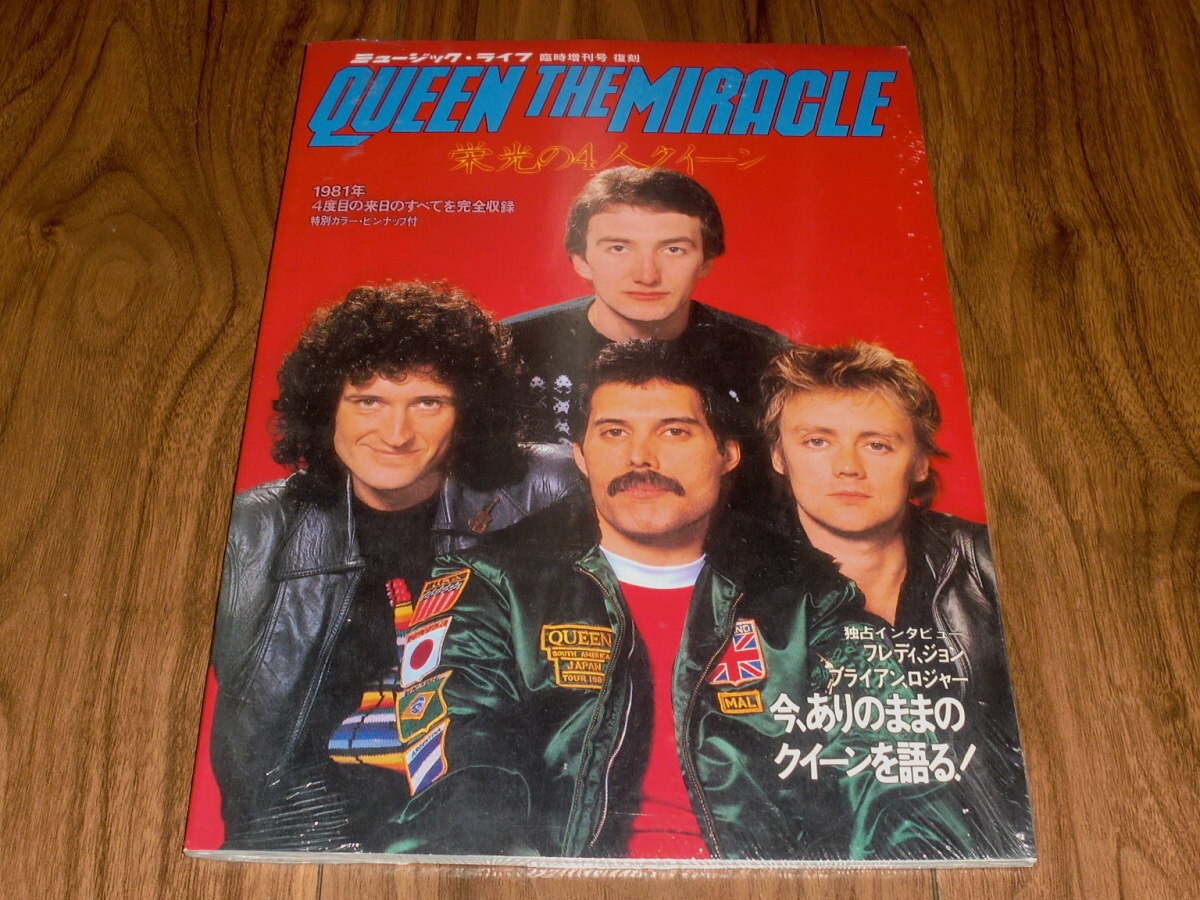 ミュージック・ライフ 臨時増刊号 復刻
QUEEN THE MIRACLE
栄光の4人クイーン
1981年
4度目の来日のすべてを完全収録
特別カラー・ピンナップ付
QUEEN
SOUTH AMERICA
JAPAN
TOUR 198
MAL
独占インタビュー
フレディ、ジョン
ブライアン、ロジャー
今、ありのままの
クイーンを語る!